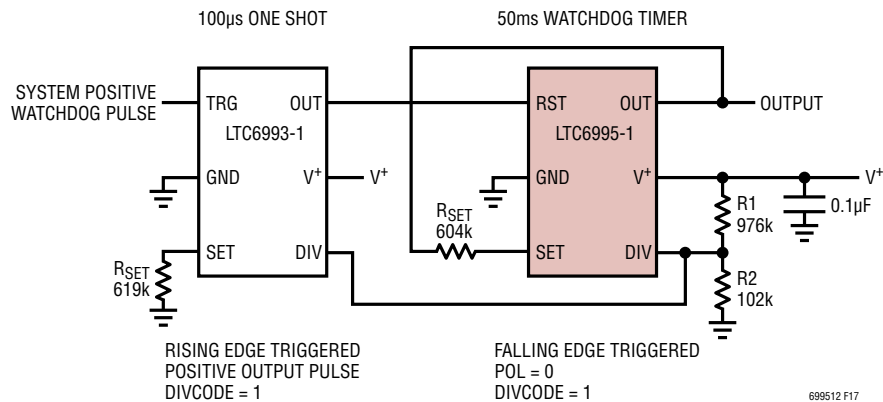 100µs ONE SHOT
50ms WATCHDOG TIMER
SYSTEM POSITIVE
WATCHDOG PULSE
TRG
OUT
LTC6993-1
GND
V+
V+
SET
DIV
RSET
619k
RST
OUT
LTC6995-1
GND
V+
SET
DIV
RSET
604k
OUTPUT
V+
R1
976k
0.1µF
R2
102k
RISING EDGE TRIGGERED
POSITIVE OUTPUT PULSE
DIVCODE = 1
FALLING EDGE TRIGGERED
POL = 0
DIVCODE = 1
699512 F17